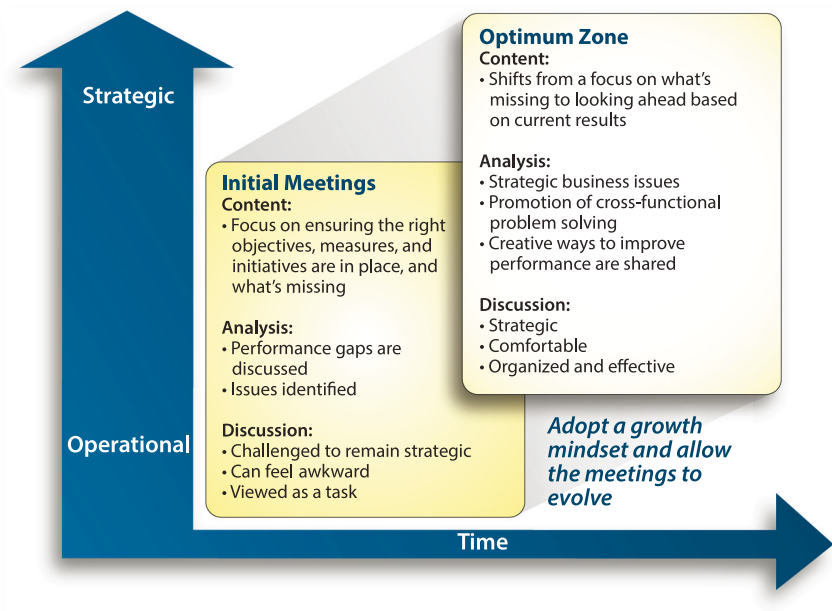 Strategic
Operational
Initial Meetings
Content:
• Focus on ensuring the right
objectives, measures, and
initiatives are in place, and
what's missing
Analysis:
• Performance gaps are
discussed
• Issues identified
Discussion:
• Challenged to remain strategic
• Can feel awkward
• Viewed as a task
Optimum Zone
Content:
• Shifts from a focus on what's
missing to looking ahead based
on current results
Analysis:
• Strategic business issues
• Promotion of cross-functional
problem solving
• Creative ways to improve
performance are shared
Discussion:
• Strategic
• Comfortable
• Organized and effective
Adopt a growth
mindset and allow
the meetings to
evolve
Time